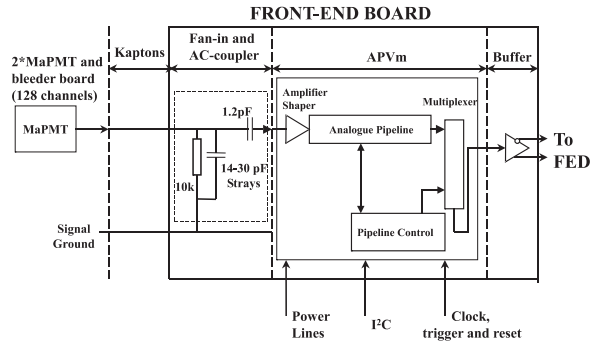 FRONT-END BOARD
2*MaPMT and
bleeder board
(128 channels)
Kaptons
Fan-in and
AC-coupler
APVm
Buffer
MaPMT
1.2pF
14-30 pF
Strays
10k
Amplifier
Shaper
Analogue Pipeline
Multiplexer
Pipeline Control
To
FED
Signal
Ground
Power
Lines
I²C
Clock,
trigger and reset